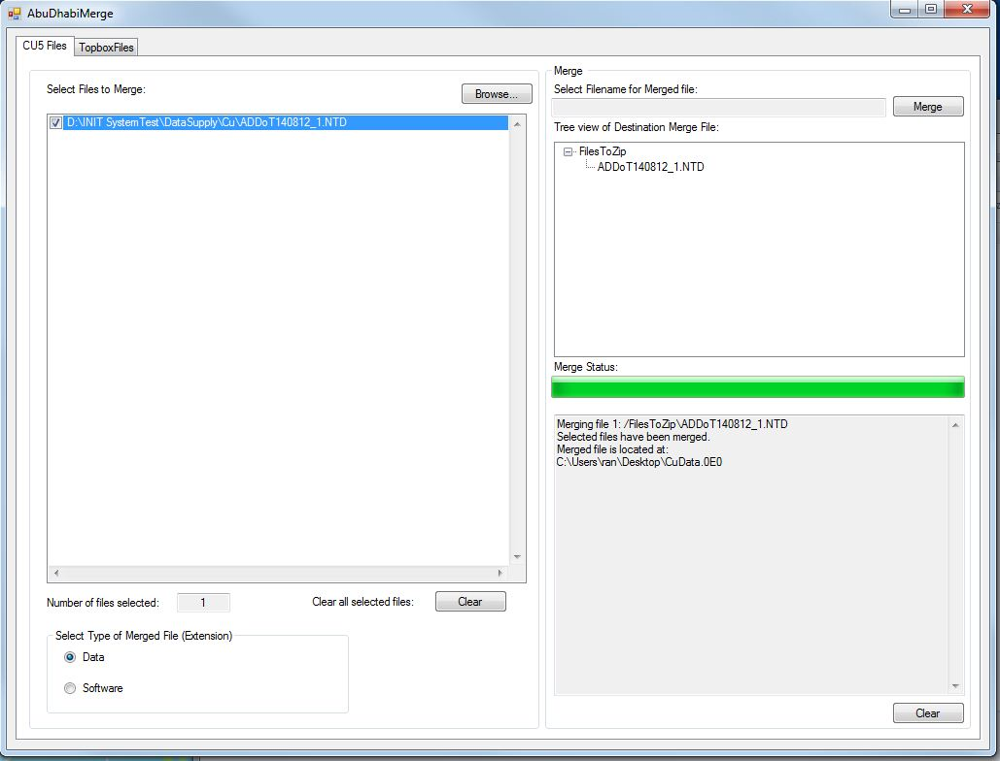 AbuDhabiMerge
CU5 Files
TopboxFiles
Select Files to Merge:
Browse...
D:\INIT SystemTest\DataSupply\Cu\ADDoT140812_1.NTD
Number of files selected:
1
Clear all selected files:
Clear
Select Type of Merged File (Extension)
Data
Software
Merge
Select Filename for Merged file:
Merge
Tree view of Destination Merge File:
FilesToZip
ADDoT140812_1.NTD
Merge Status:
Merging file 1: /FilesToZip\ADDoT140812_1.NTD
Selected files have been merged.
Merged file is located at:
C:\Users\ran\Desktop\CuData.0E0
Clear